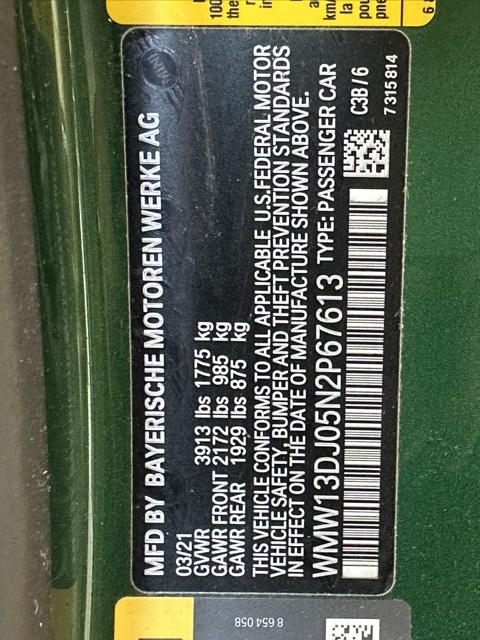 MFD BY BAYERISCHE MOTOREN WERKE AG
03/21
GVWR 3913 lbs 1775 kg
GAWR FRONT 2172 lbs 985 kg
GAWR REAR 1929 lbs 875 kg
THIS VEHICLE CONFORMS TO ALL APPLICABLE U.S.FEDERAL MOTOR
VEHICLE SAFETY, BUMPER AND THEFT PREVENTION STANDARDS
IN EFFECT ON THE DATE OF MANUFACTURE SHOWN ABOVE.
WMW13DJ05N2P67613 TYPE: PASSENGER CAR
C3B/6
7 315 814
8 654 058